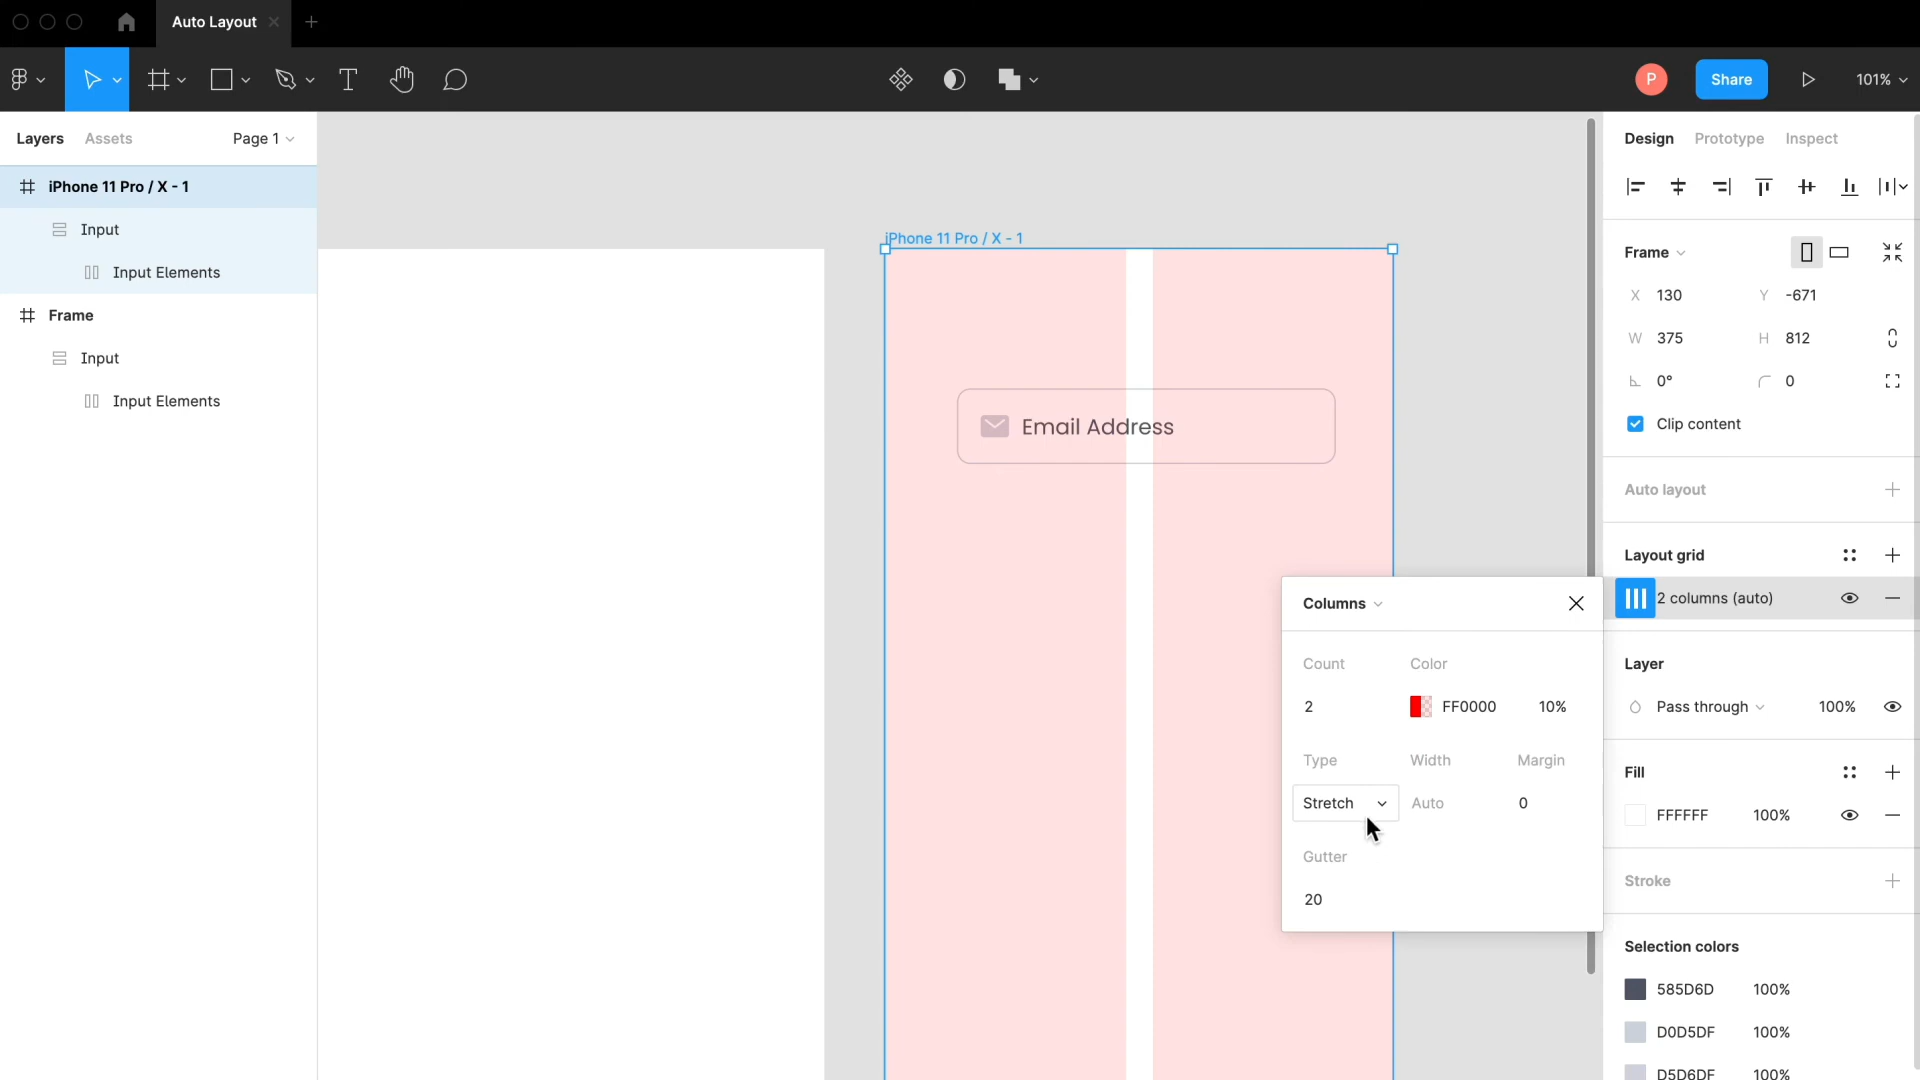 Auto Layout
P
Share
101%
Layers
Assets
Page 1
iPhone 11 Pro / X - 1
Input
Input Elements
Frame
Input
Input Elements
iPhone 11 Pro / X - 1
Email Address
Columns
Count
Color
2
FF0000
10%
Type
Width
Margin
Stretch
Auto
0
Gutter
20
Design
Prototype
Inspect
Frame
X 130
Y -671
W 375
H 812
0°
0
Clip content
Auto layout
Layout grid
2 columns (auto)
Layer
Pass through
100%
Fill
FFFFFF
100%
Stroke
Selection colors
585D6D
100%
D0D5DF
100%
D5D6DF
100%